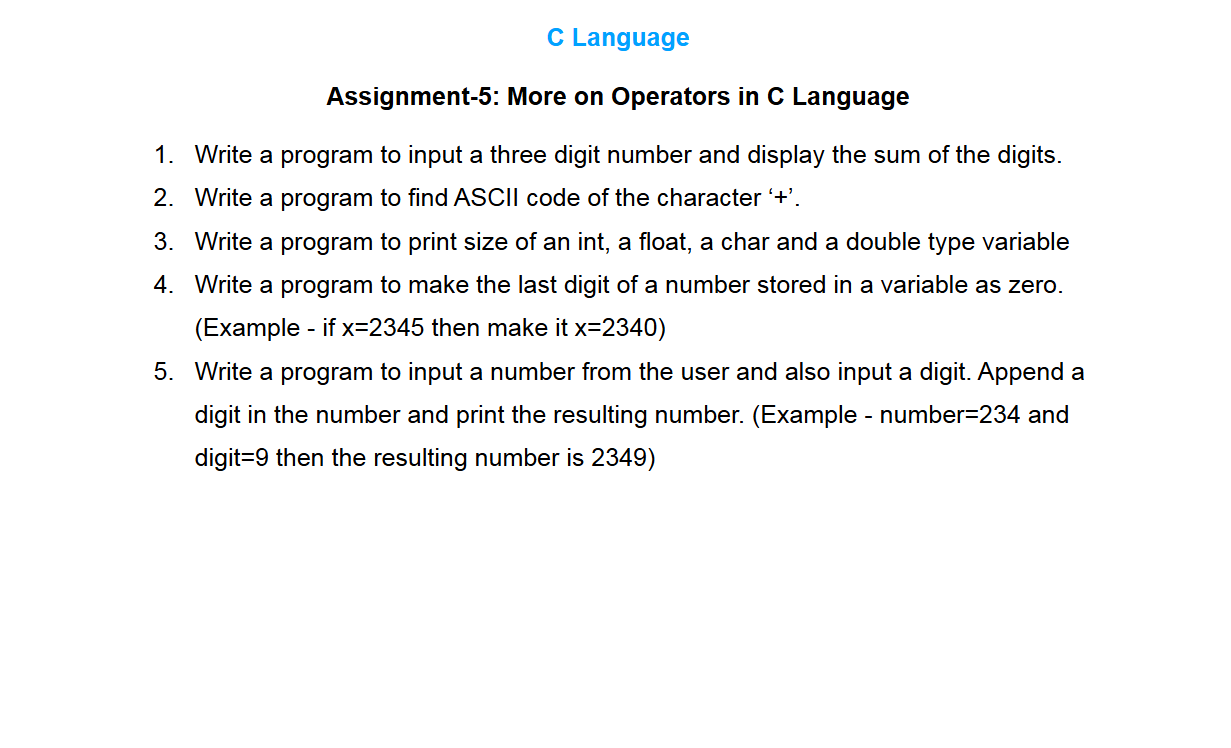 C Language
Assignment-5: More on Operators in C Language
1. Write a program to input a three digit number and display the sum of the digits.
2. Write a program to find ASCII code of the character ‘+’.
3. Write a program to print size of an int, a float, a char and a double type variable
4. Write a program to make the last digit of a number stored in a variable as zero.
(Example - if x=2345 then make it x=2340)
5. Write a program to input a number from the user and also input a digit. Append a
digit in the number and print the resulting number. (Example - number=234 and
digit=9 then the resulting number is 2349)